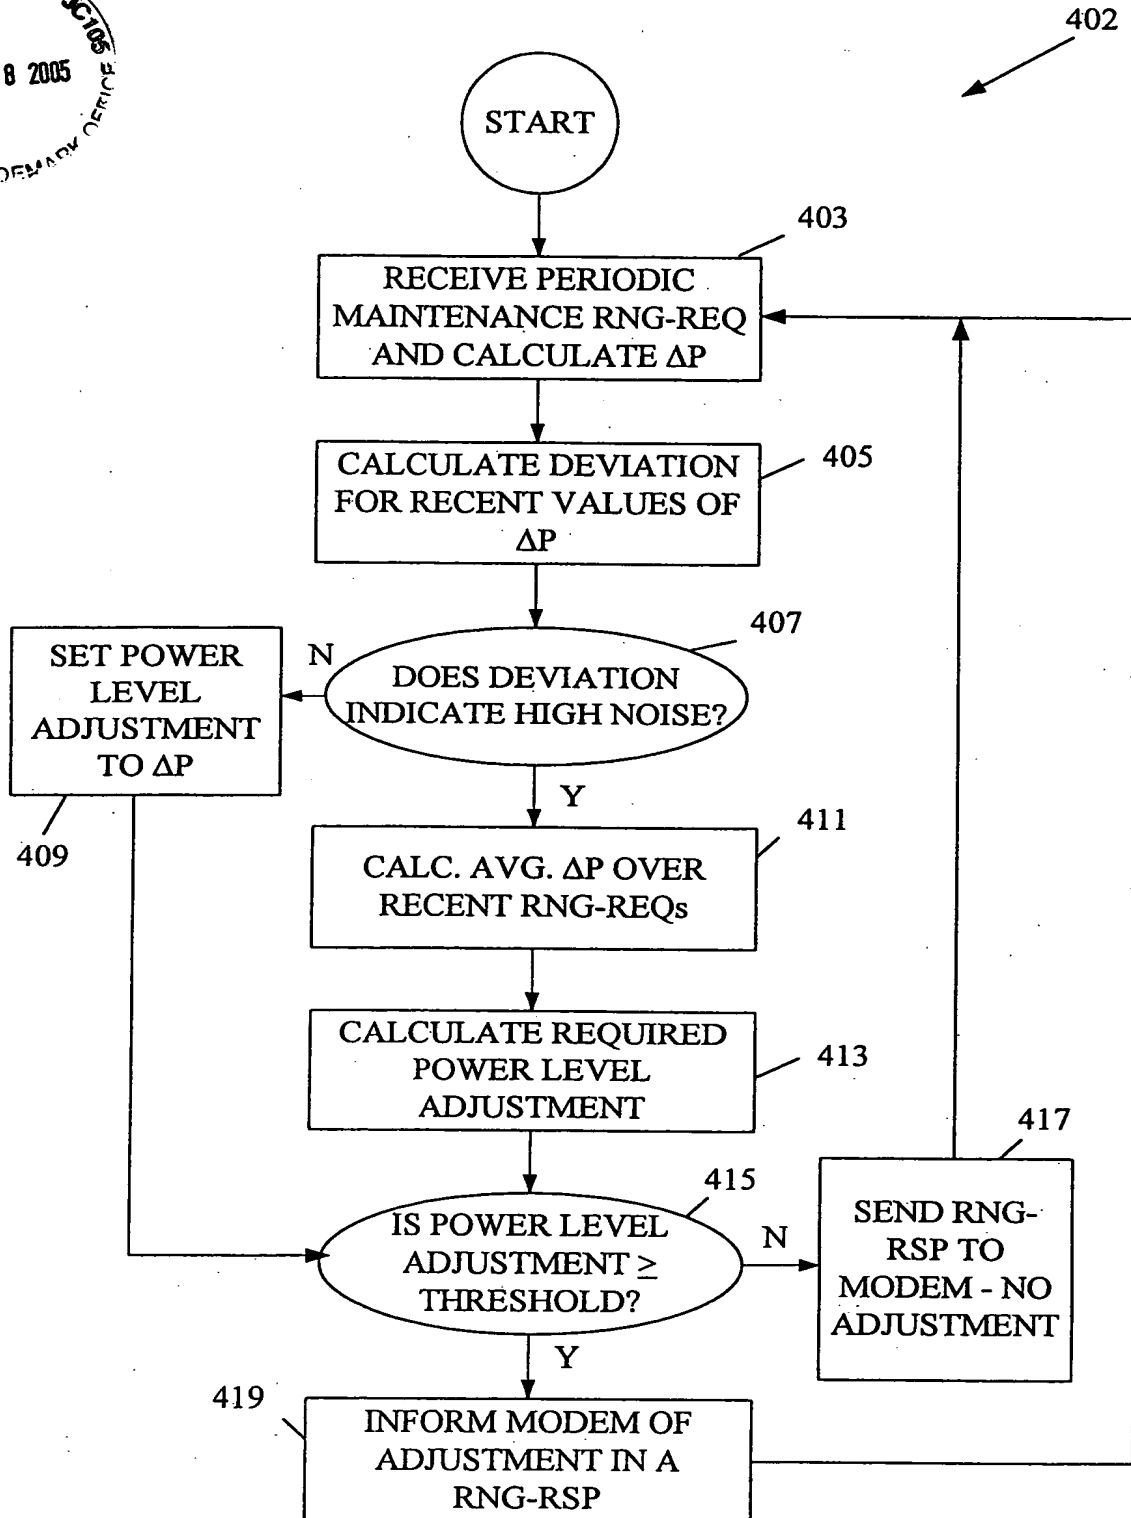 JC105
8 2005
402
START
403
RECEIVE PERIODIC
MAINTENANCE RNG-REQ
AND CALCULATE ΔP
CALCULATE DEVIATION
FOR RECENT VALUES OF
ΔP
405
407
SET POWER
LEVEL
ADJUSTMENT
TO ΔP
N
DOES DEVIATION
INDICATE HIGH NOISE?
409
Y
411
CALC. AVG. ΔP OVER
RECENT RNG-REQs
CALCULATE REQUIRED
POWER LEVEL
ADJUSTMENT
413
417
415
IS POWER LEVEL
ADJUSTMENT ≥
THRESHOLD?
N
SEND RNG-
RSP TO
MODEM - NO
ADJUSTMENT
Y
419
INFORM MODEM OF
ADJUSTMENT IN A
RNG-RSP